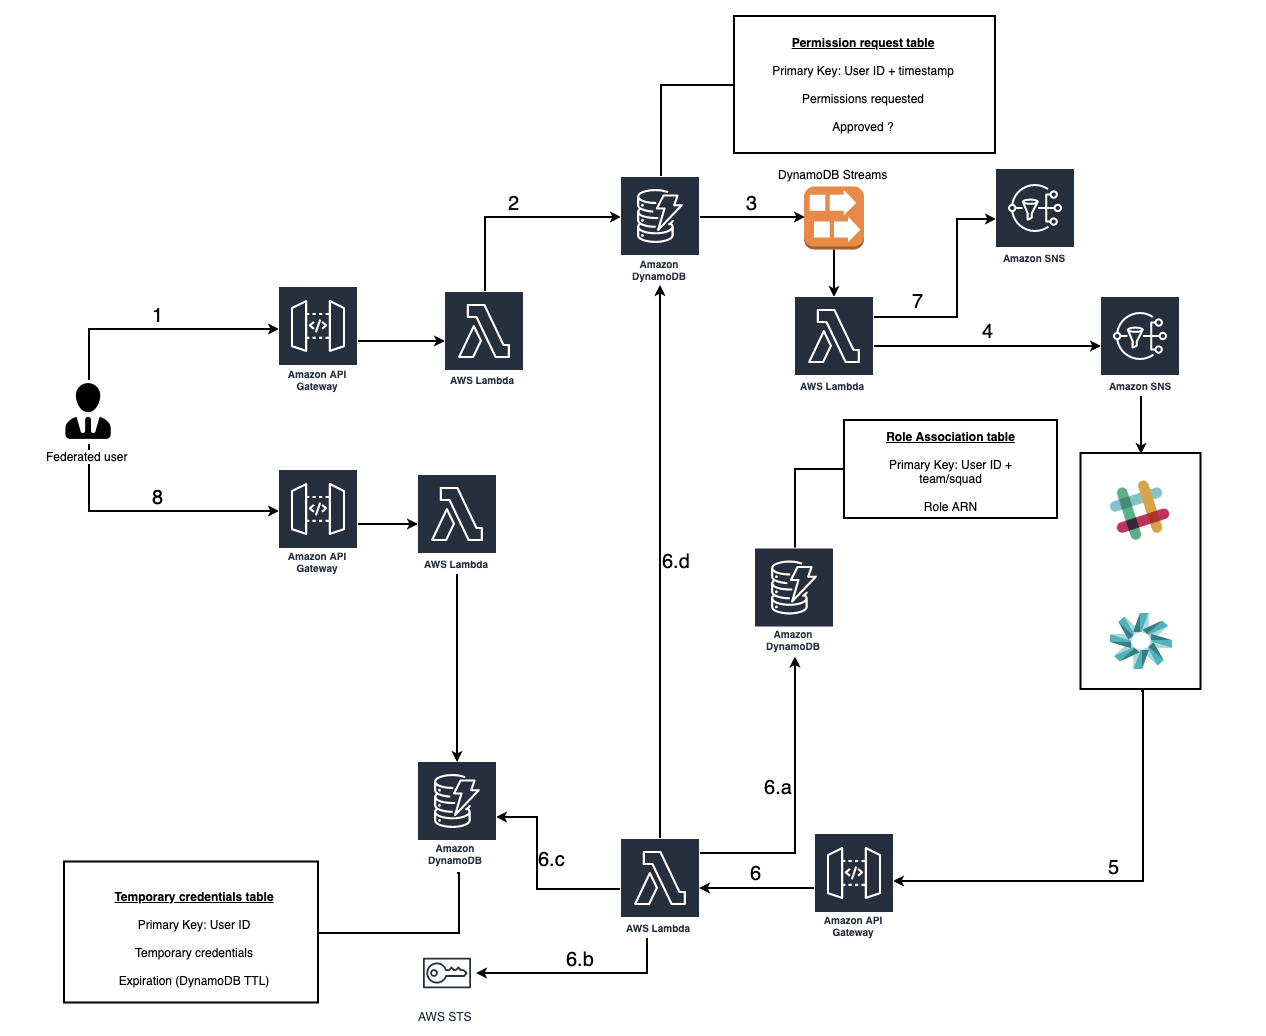 Permission request table
Primary Key: User ID + timestamp
Permissions requested
Approved ?
DynamoDB Streams
2
3
Amazon
DynamoDB
Amazon SNS
1
7
4
Amazon API
Gateway
AWS Lambda
AWS Lambda
Amazon SNS
Federated user
Role Association table
Primary Key: User ID +
team/squad
Role ARN
8
Amazon API
Gateway
AWS Lambda
6.d
Amazon
DynamoDB
6.a
Amazon
DynamoDB
6.c
6
5
Amazon API
Gateway
AWS Lambda
Temporary credentials table
Primary Key: User ID
Temporary credentials
Expiration (DynamoDB TTL)
6.b
AWS STS